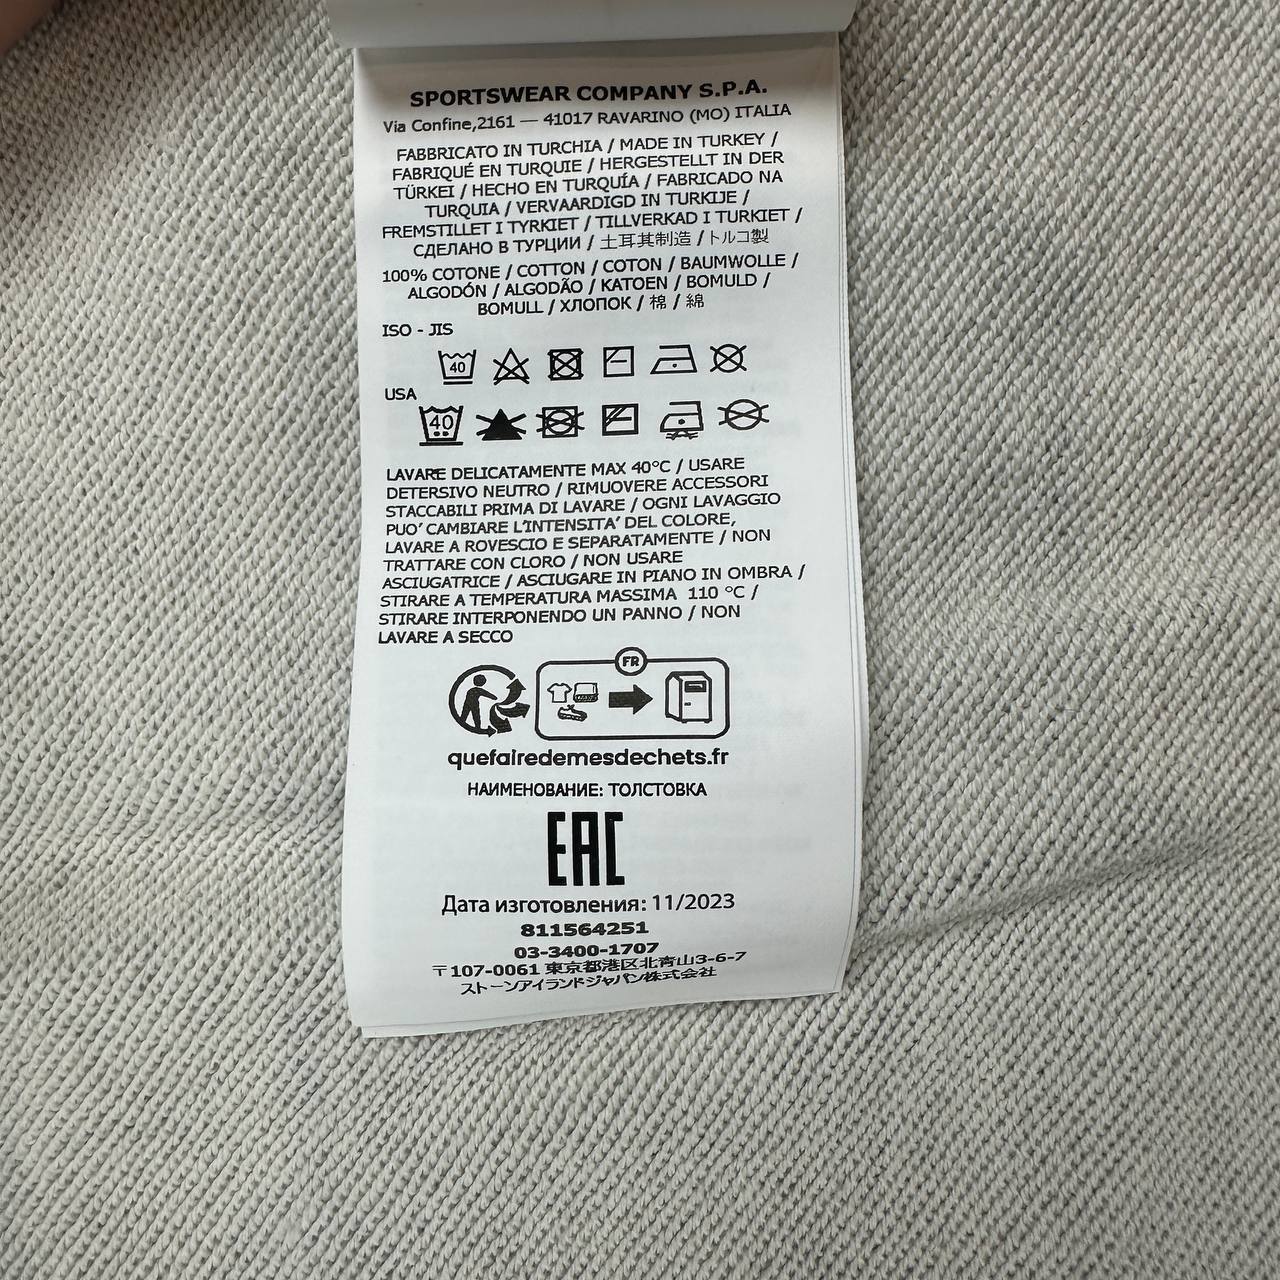 SPORTSWEAR COMPANY S.P.A.
Via Confine,2161 — 41017 RAVARINO (MO) ITALIA
FABBRICATO IN TURCHIA / MADE IN TURKEY /
FABRIQUÉ EN TURQUIE / HERGESTELLT IN DER
TÜRKEI / HECHO EN TURQUÍA / FABRICADO NA
TURQUIA / VERVAARDIGD IN TURKIJE /
FREMSTILLET I TYRKIET / TILLVERKAD I TURKIET /
СДЕЛАНО В ТУРЦИИ / 土耳其制造 / トルコ製
100% COTONE / COTTON / COTON / BAUMWOLLE /
ALGODÓN / ALGODÃO / KATOEN / BOMULD /
BOMULL / ХЛОПОК / 棉 / 綿
ISO - JIS
40
USA
40
LAVARE DELICATAMENTE MAX 40°C / USARE
DETERSIVO NEUTRO / RIMUOVERE ACCESSORI
STACCABILI PRIMA DI LAVARE / OGNI LAVAGGIO
PUO' CAMBIARE L'INTENSITA' DEL COLORE,
LAVARE A ROVESCIO E SEPARATAMENTE / NON
TRATTARE CON CLORO / NON USARE
ASCIUGATRICE / ASCIUGARE IN PIANO IN OMBRA /
STIRARE A TEMPERATURA MASSIMA 110 °C /
STIRARE INTERPONENDO UN PANNO / NON
LAVARE A SECCO
FR
quefairedemesdechets.fr
НАИМЕНОВАНИЕ: ТОЛСТОВКА
EAC
Дата изготовления: 11/2023
811564251
03-3400-1707
〒107-0061 東京都港区北青山3-6-7
ストーンアイランドジャパン株式会社